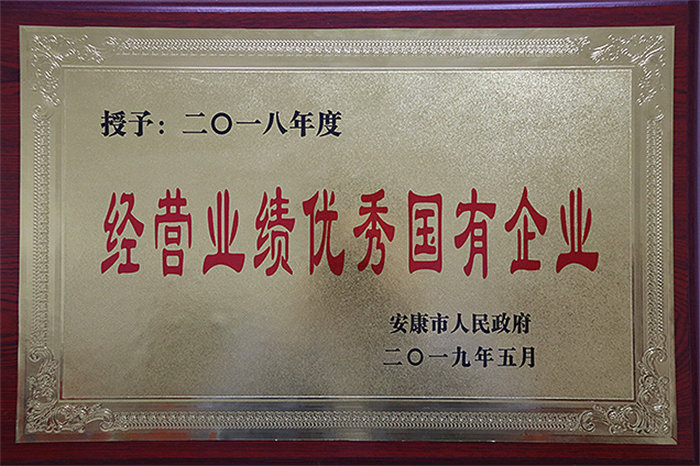 授予：二〇一八年度
经营业绩优秀国有企业
安康市人民政府
二〇一九年五月